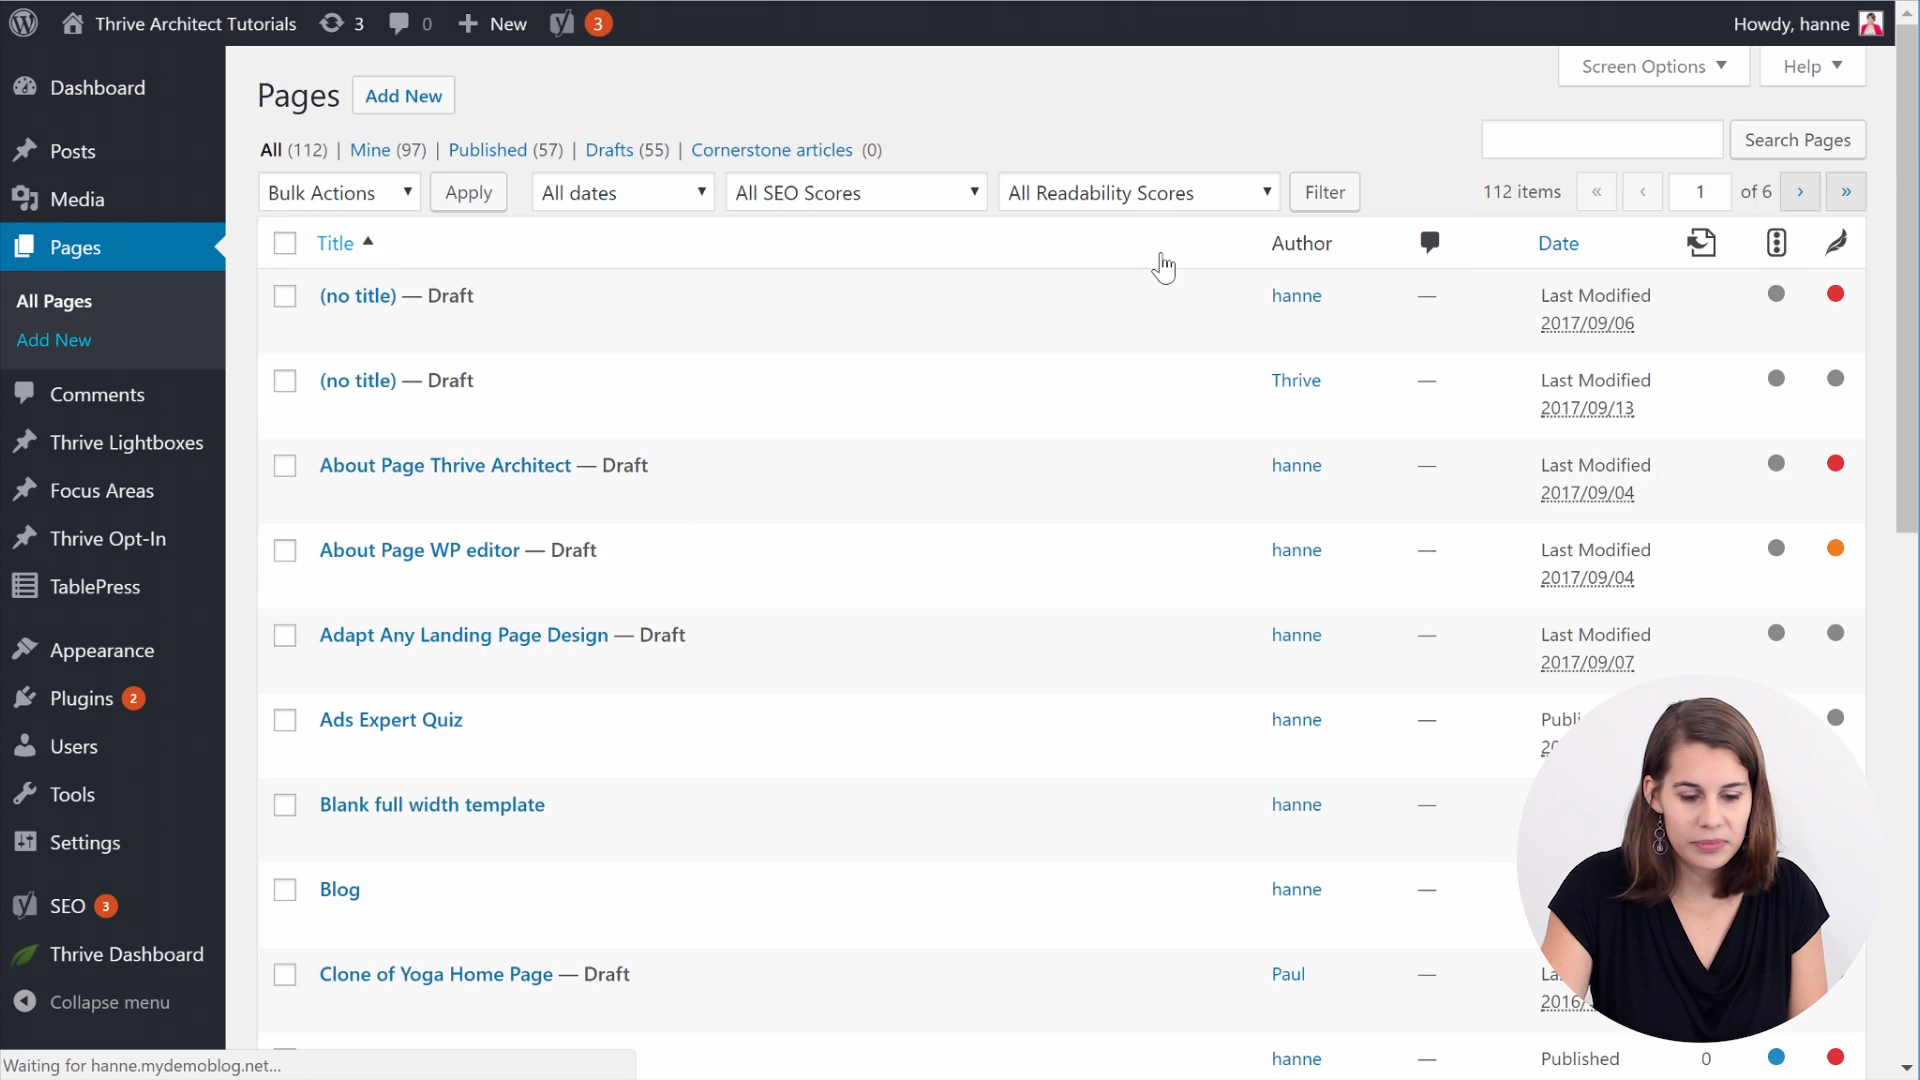 Thrive Architect Tutorials 3 0 New 3 Howdy, hanne
Screen Options Help
Dashboard
Posts
Media
Pages
All Pages
Add New
Comments
Thrive Lightboxes
Focus Areas
Thrive Opt-In
TablePress
Appearance
Plugins 2
Users
Tools
Settings
SEO 3
Thrive Dashboard
Collapse menu
Pages Add New
All (112) | Mine (97) | Published (57) | Drafts (55) | Cornerstone articles (0)
Search Pages
Bulk Actions Apply All dates All SEO Scores All Readability Scores Filter 112 items « ‹ 1 of 6 › »
Title Author Date
(no title) — Draft hanne — Last Modified
2017/09/06
(no title) — Draft Thrive — Last Modified
2017/09/13
About Page Thrive Architect — Draft hanne — Last Modified
2017/09/04
About Page WP editor — Draft hanne — Last Modified
2017/09/04
Adapt Any Landing Page Design — Draft hanne — Last Modified
2017/09/07
Ads Expert Quiz hanne —
Blank full width template hanne —
Blog hanne —
Clone of Yoga Home Page — Draft Paul —
2016/
hanne — Published 0
Waiting for hanne.mydemoblog.net...